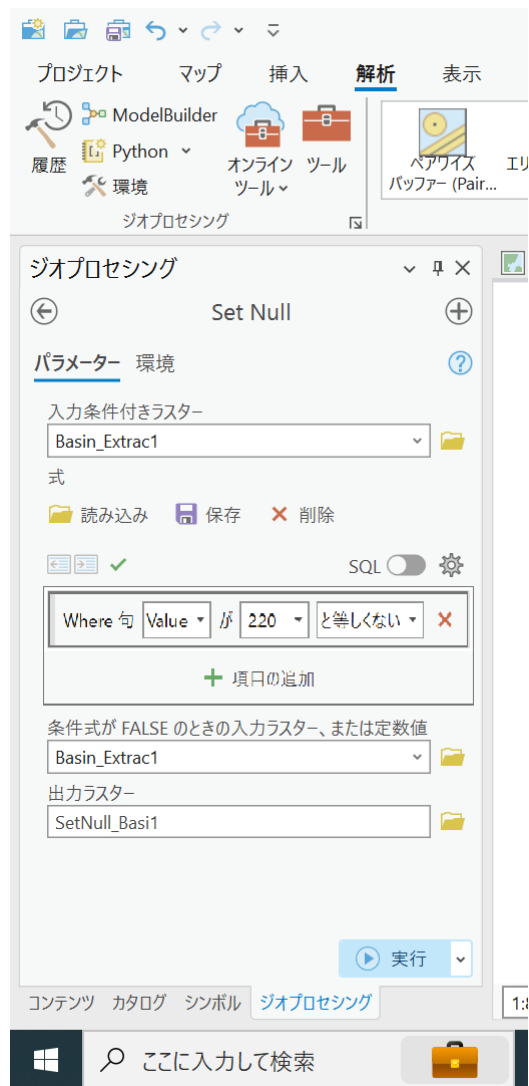 プロジェクト マップ 挿入 解析 表示
ModelBuilder
Python
環境
履歴
オンライン
ツール
ツール
ペアワイズ
バッファー (Pair...
エリ
ジオプロセシング
ジオプロセシング
Set Null
パラメーター 環境
入力条件付きラスター
Basin_Extrac1
式
読み込み 保存 削除
SQL
Where 句 Value が 220 と等しくない
項目の追加
条件式が FALSE のときの入力ラスター、または定数値
Basin_Extrac1
出力ラスター
SetNull_Basi1
実行
コンテンツ カタログ シンボル ジオプロセシング
1:8
ここに入力して検索